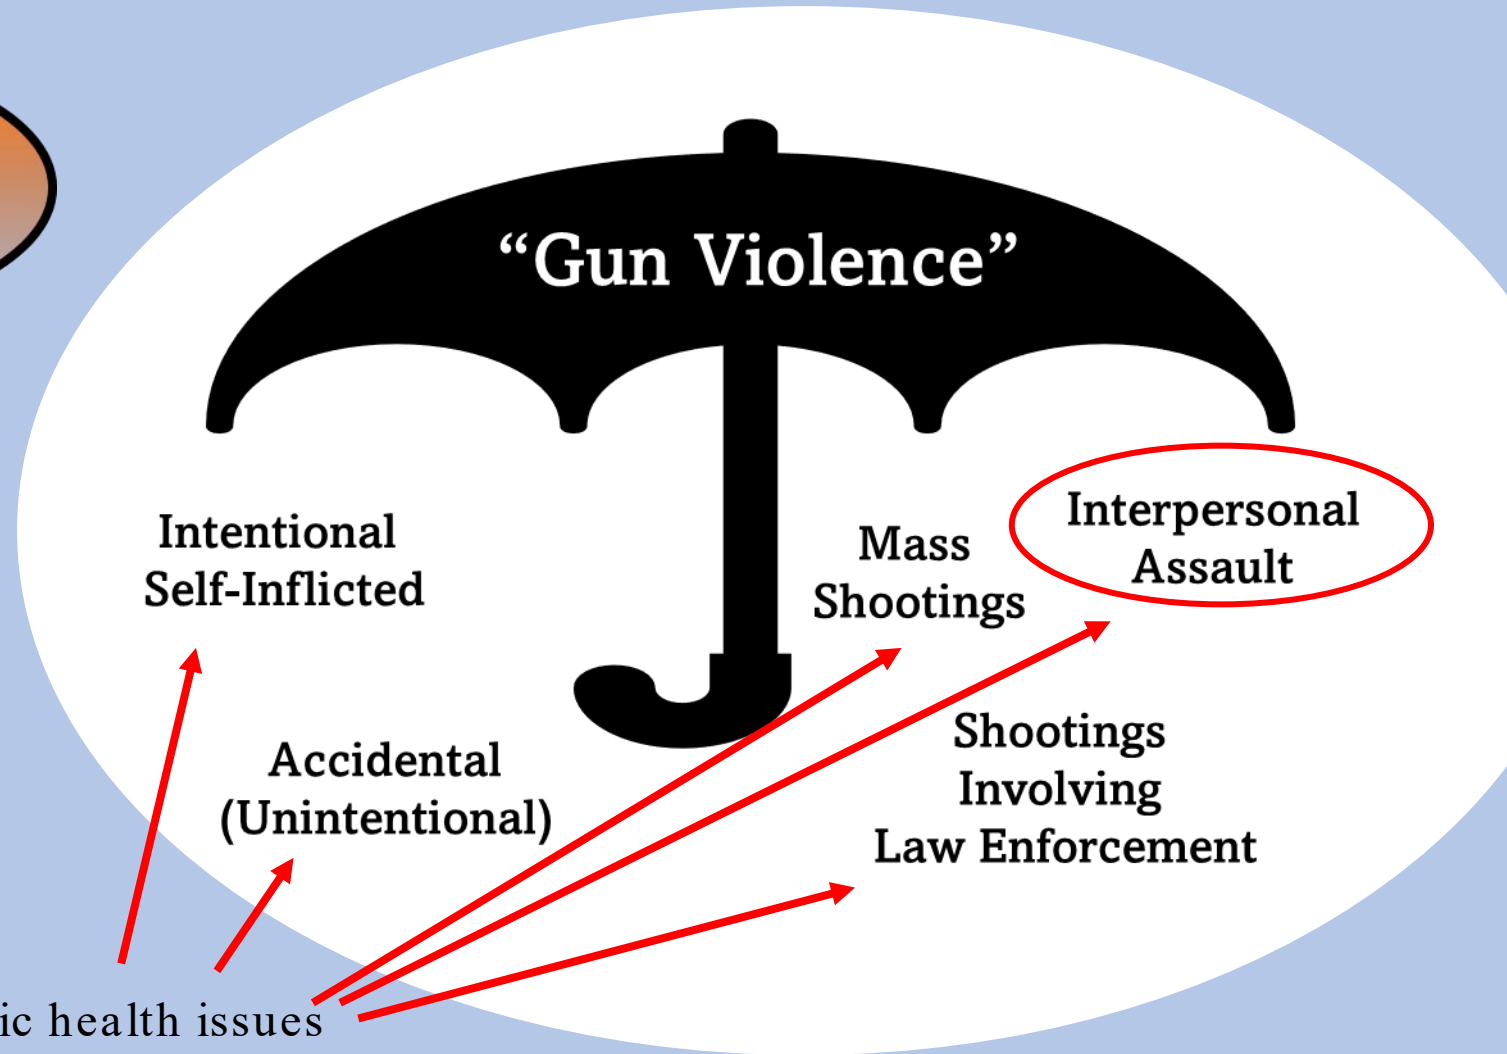 “Gun Violence”
Intentional
Self-Inflicted
Mass
Shootings
Interpersonal
Assault
Accidental
(Unintentional)
Shootings
Involving
Law Enforcement
ic health issues